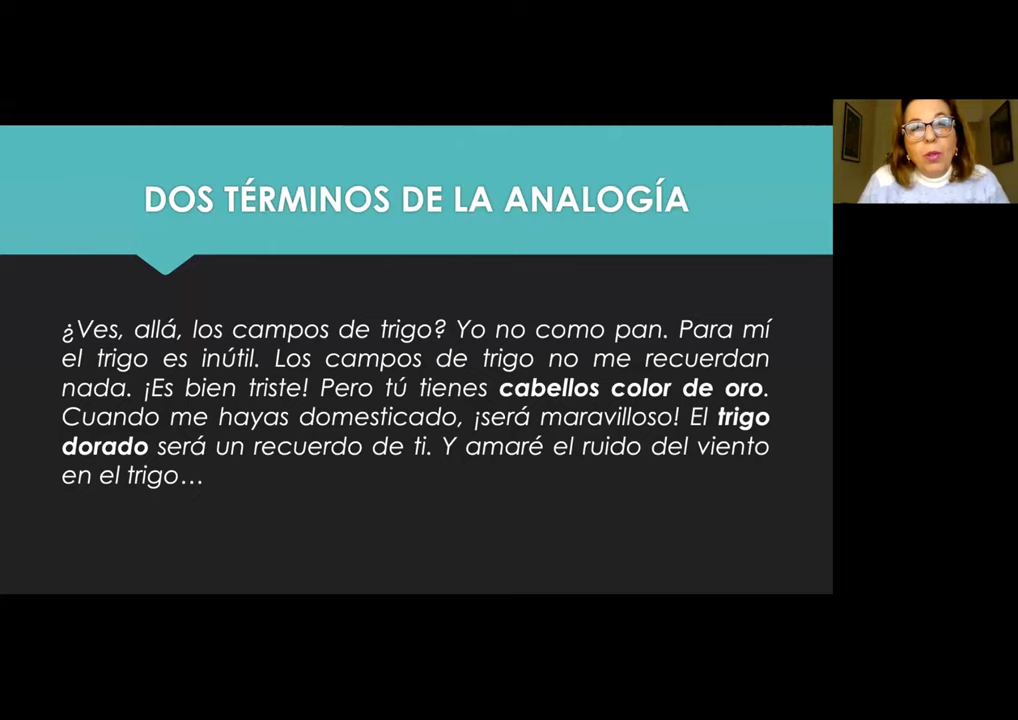 DOS TÉRMINOS DE LA ANALOGÍA
¿Ves, allá, los campos de trigo? Yo no como pan. Para mí
el trigo es inútil. Los campos de trigo no me recuerdan
nada. ¡Es bien triste! Pero tú tienes cabellos color de oro.
Cuando me hayas domesticado, ¡será maravilloso! El trigo
dorado será un recuerdo de ti. Y amaré el ruido del viento
en el trigo…